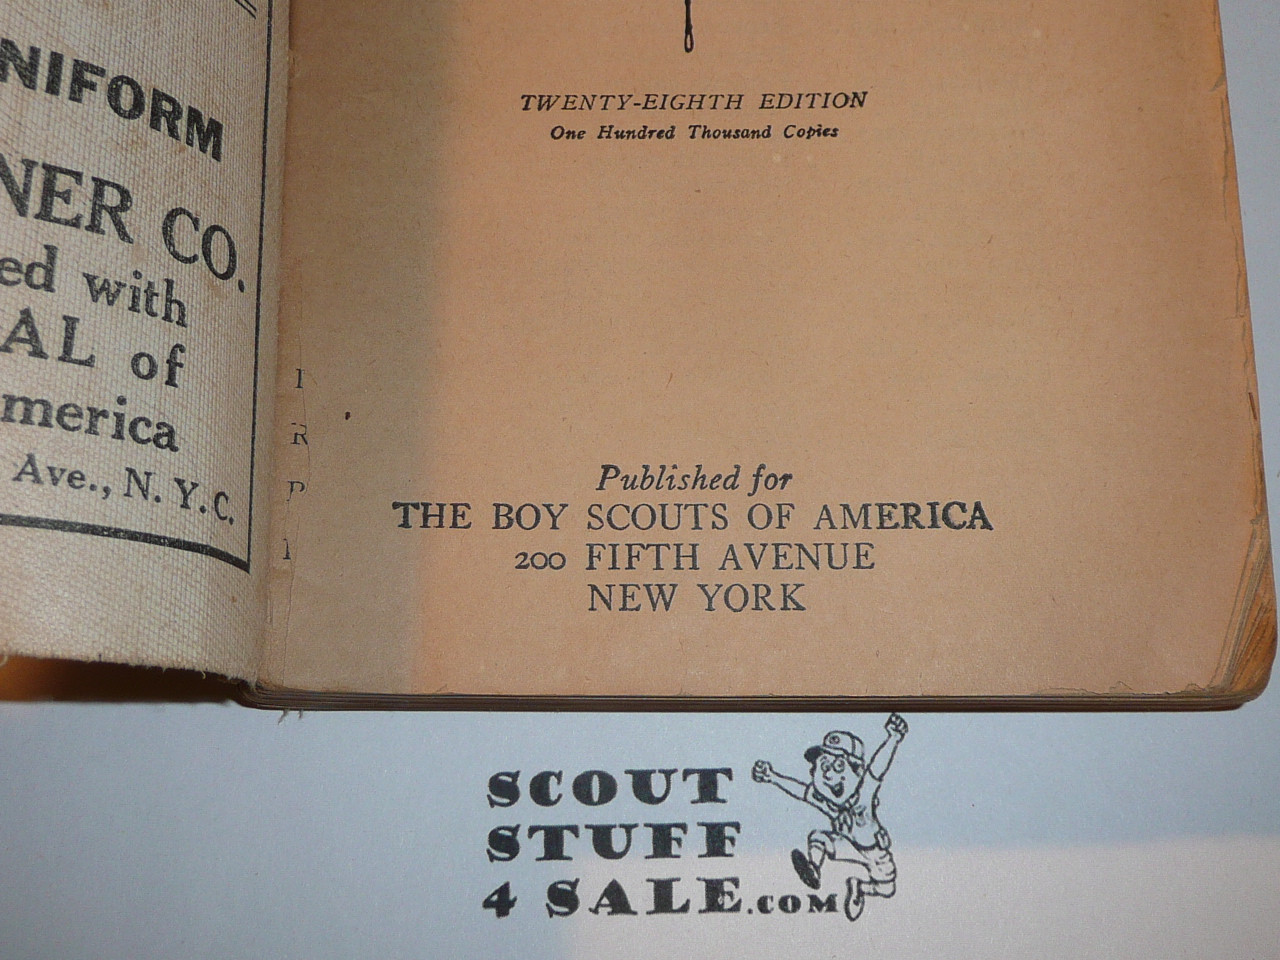 NIFORM
NER CO.
ed with
AL of
merica
Ave., N. Y. C.
I
R
P
TWENTY-EIGHTH EDITION
One Hundred Thousand Copies
Published for
THE BOY SCOUTS OF AMERICA
200 FIFTH AVENUE
NEW YORK
SCOUT
STUFF
4 SALE.COM